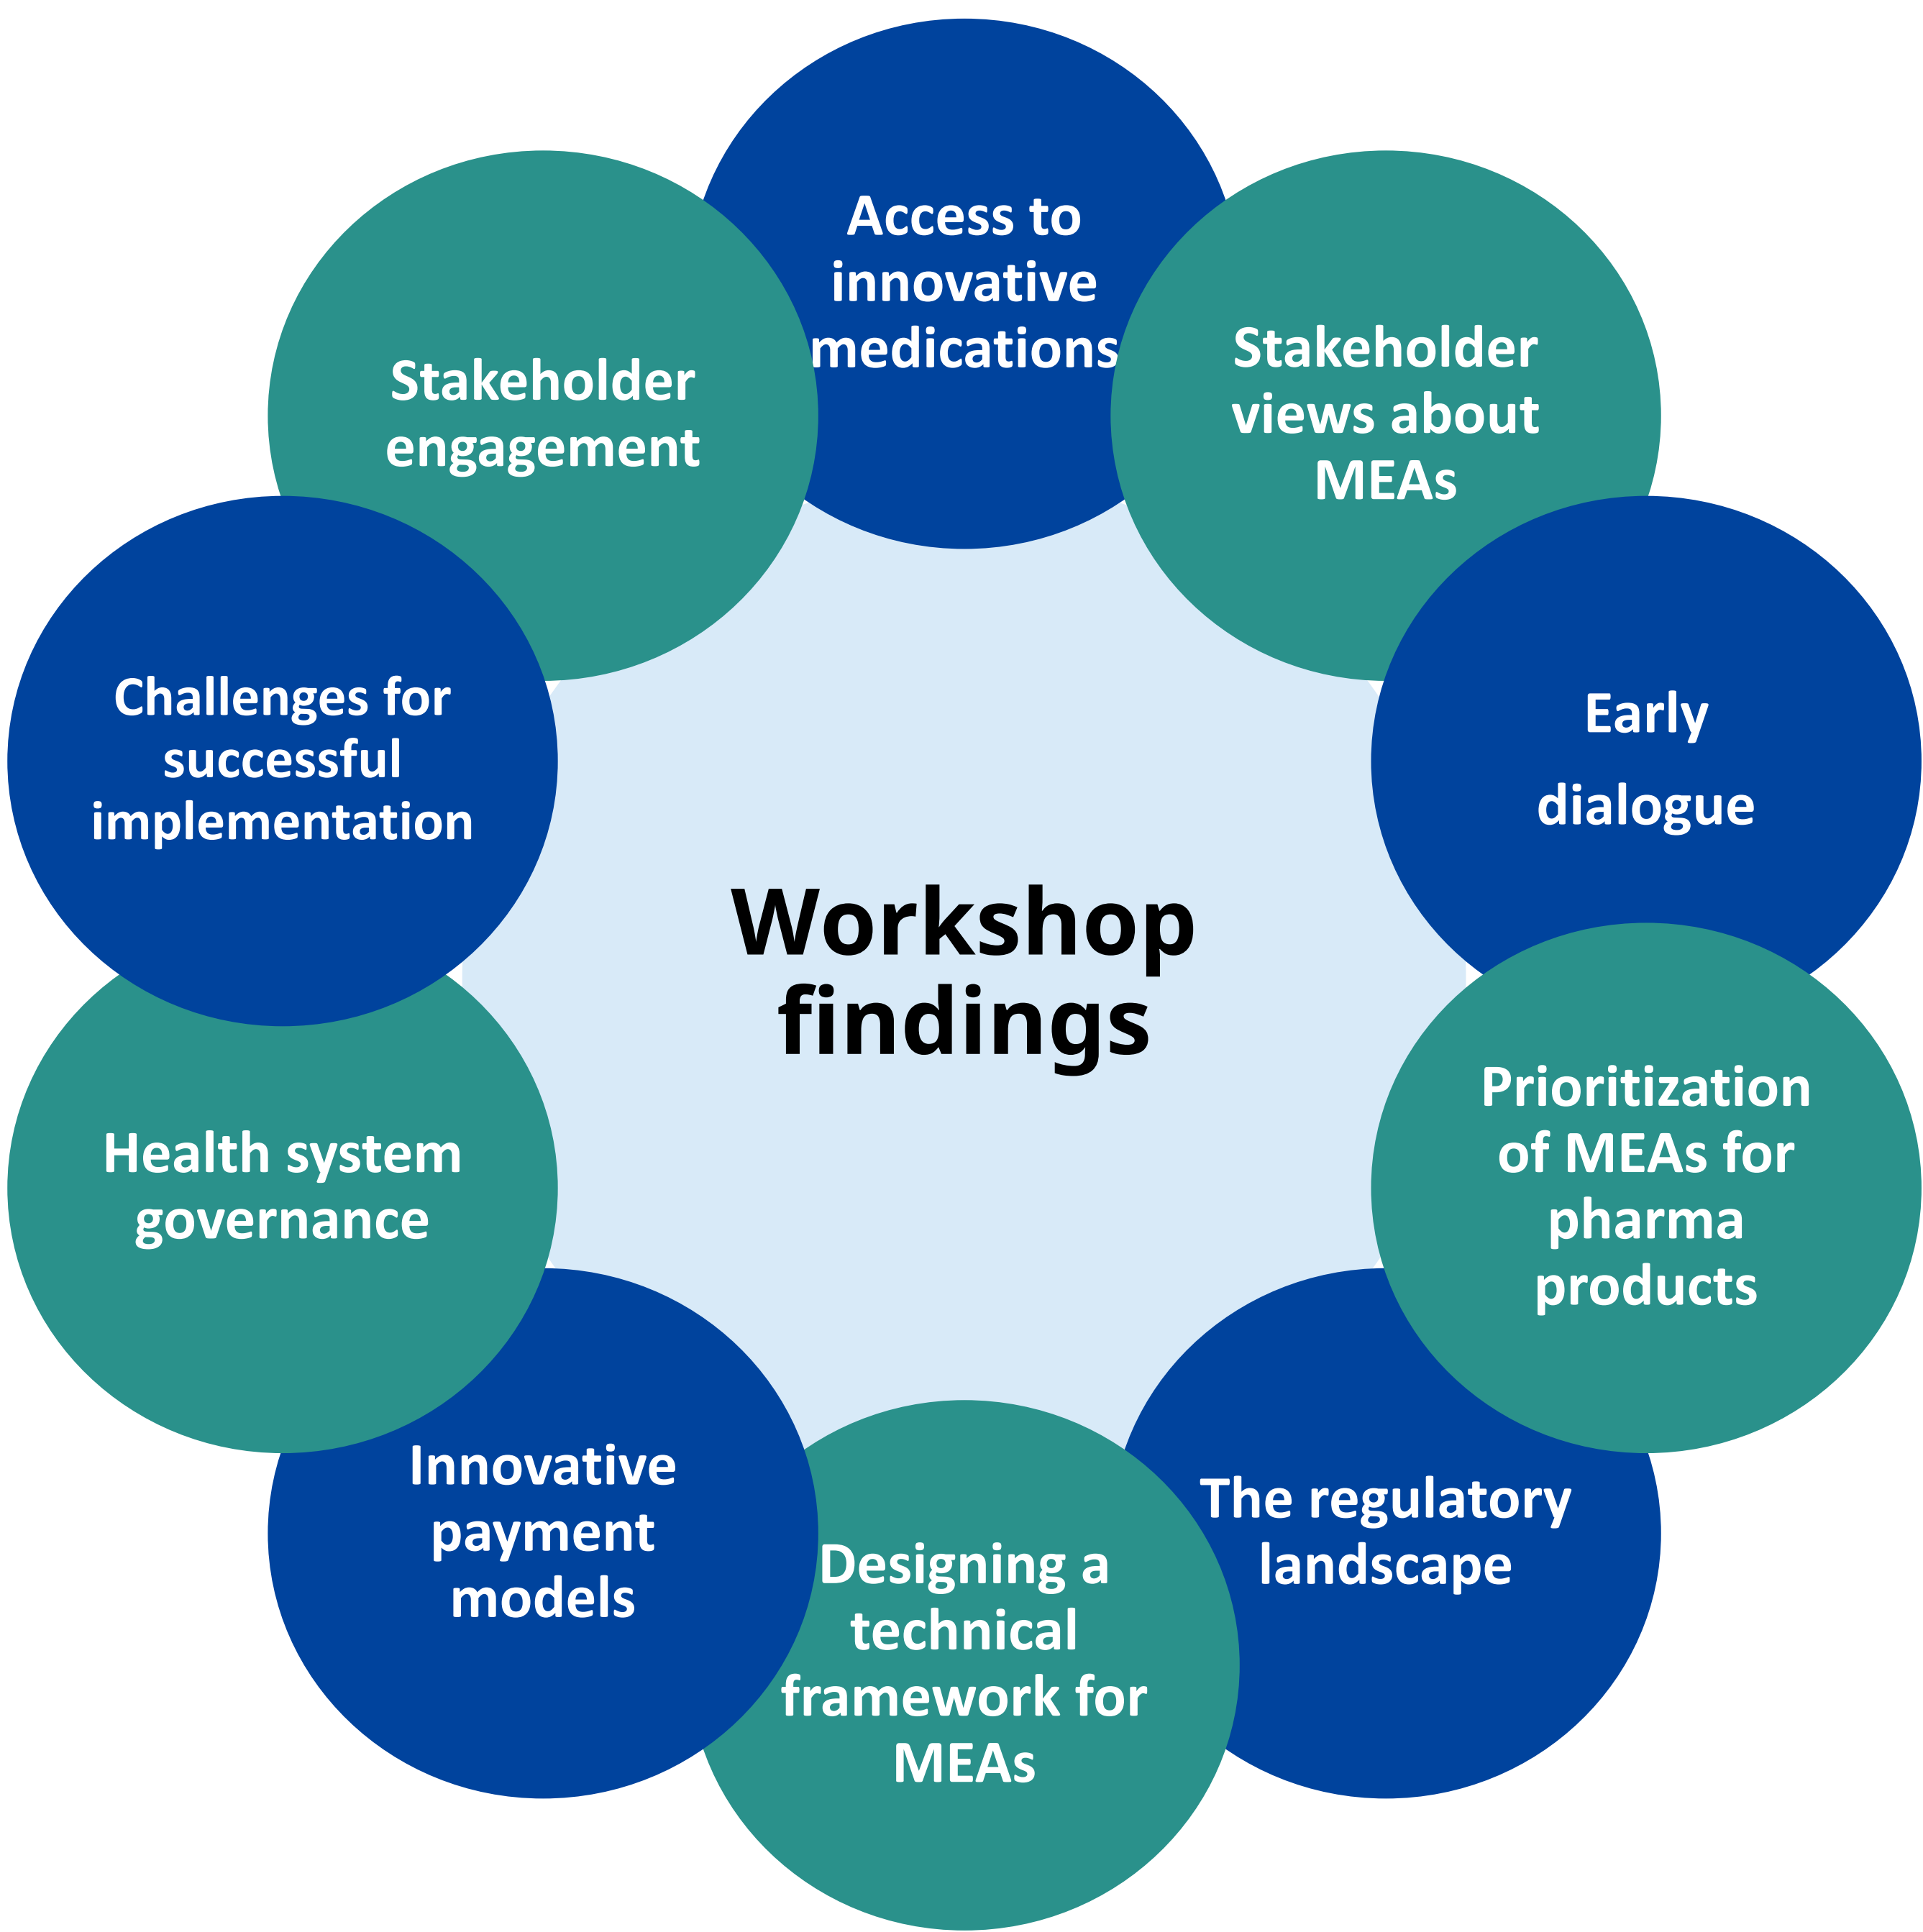 Access to
innovative
medications
Stakeholder
views about
MEAs
Early
dialogue
Prioritization
of MEAs for
pharma
products
The regulatory
landscape
Designing a
technical
framework for
MEAs
Innovative
payment
models
Health system
governance
Challenges for
successful
implementation
Stakeholder
engagement
Workshop
findings